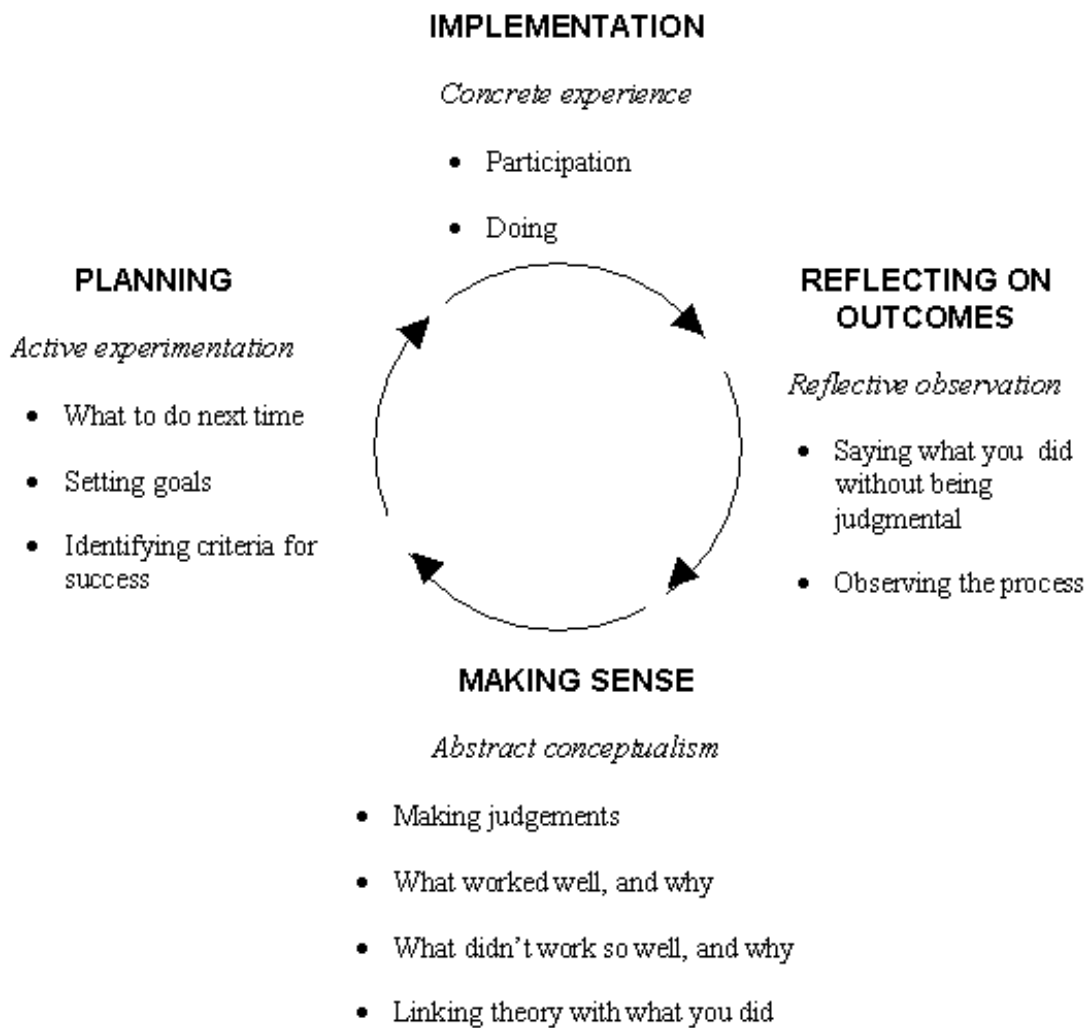 IMPLEMENTATION
Concrete experience
• Participation
• Doing
PLANNING
Active experimentation
• What to do next time
• Setting goals
• Identifying criteria for
success
REFLECTING ON
OUTCOMES
Reflective observation
• Saying what you did
without being
judgmental
• Observing the process
MAKING SENSE
Abstract conceptualism
• Making judgements
• What worked well, and why
• What didn't work so well, and why
• Linking theory with what you did